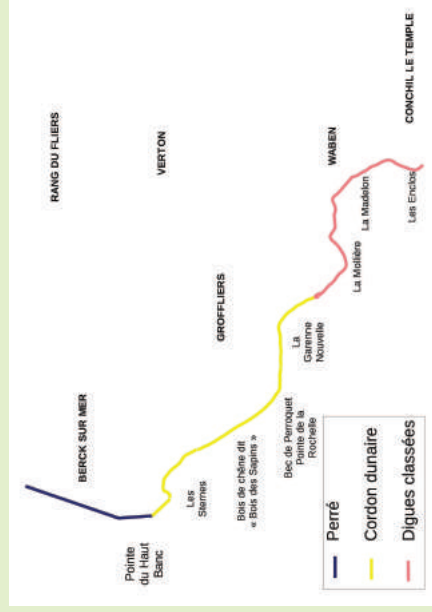 RANG DU FLIERS
BERCK SUR MER
VERTON
Pointe
du Haut
Banc
Les
Sternes
GROFFLIERS
Bois de chêne dit
« Bois des Sapins »
Bec de Perroquet
Pointe de la
Rochelle
La
Garenne
Nouvelle
WABEN
La Mollière
La Madelon
Les Enclos
CONCHIL LE TEMPLE
Perré
Cordon dunaire
Digues classées